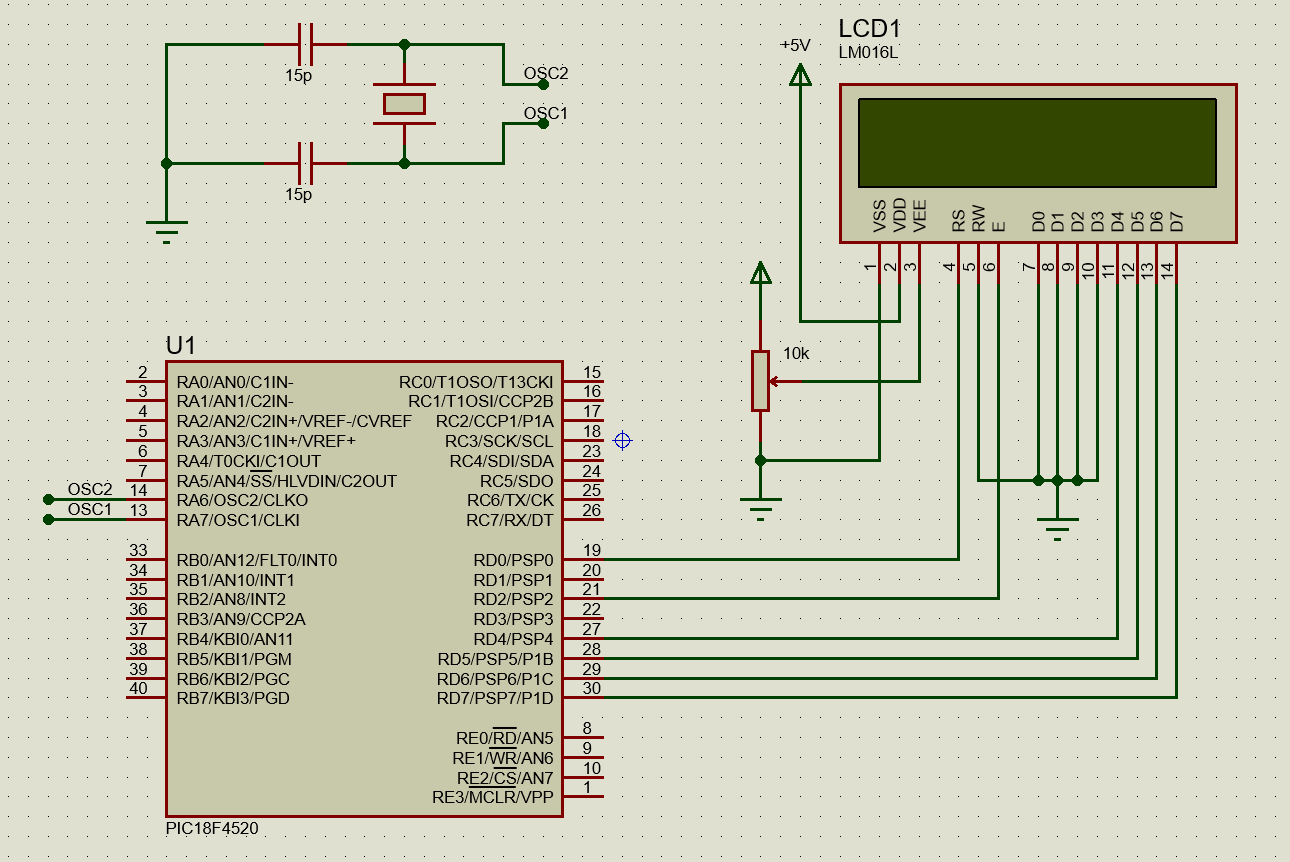 15p
OSC2
OSC1
15p
+5V
LCD1
LM016L
VSS
VDD
VEE
RS
RW
E
D0
D1
D2
D3
D4
D5
D6
D7
1
2
3
4
5
6
7
8
9
10
11
12
13
14
10k
U1
2 RA0/AN0/C1IN- RC0/T1OSO/T13CKI 15
3 RA1/AN1/C2IN- RC1/T1OSI/CCP2B 16
4 RA2/AN2/C2IN+/VREF-/CVREF RC2/CCP1/P1A 17
5 RA3/AN3/C1IN+/VREF+ RC3/SCK/SCL 18
6 RA4/T0CKI/C1OUT RC4/SDI/SDA 23
7 RA5/AN4/SS/HLVDIN/C2OUT RC5/SDO 24
OSC2 14 RA6/OSC2/CLKO RC6/TX/CK 25
OSC1 13 RA7/OSC1/CLKI RC7/RX/DT 26
33 RB0/AN12/FLT0/INT0 RD0/PSP0 19
34 RB1/AN10/INT1 RD1/PSP1 20
35 RB2/AN8/INT2 RD2/PSP2 21
36 RB3/AN9/CCP2A RD3/PSP3 22
37 RB4/KBI0/AN11 RD4/PSP4 27
38 RB5/KBI1/PGM RD5/PSP5/P1B 28
39 RB6/KBI2/PGC RD6/PSP6/P1C 29
40 RB7/KBI3/PGD RD7/PSP7/P1D 30
RE0/RD/AN5 8
RE1/WR/AN6 9
RE2/CS/AN7 10
RE3/MCLR/VPP 1
PIC18F4520